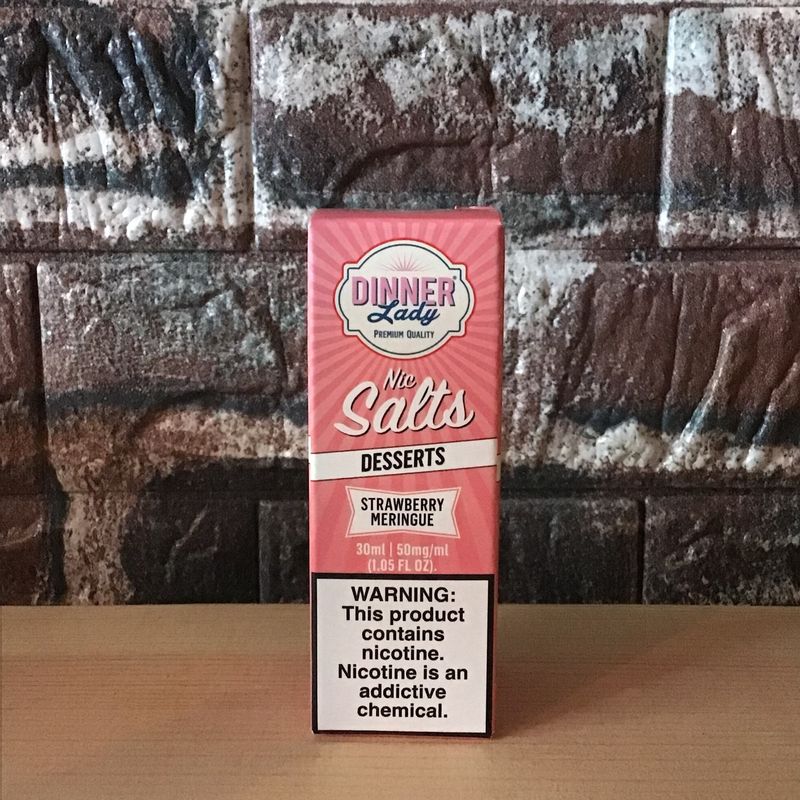 DINNER
Lady
PREMIUM QUALITY
Nic
Salts
DESSERTS
STRAWBERRY
MERINGUE
30ml | 50mg/ml
(1.05 FL OZ).
WARNING:
This product
contains
nicotine.
Nicotine is an
addictive
chemical.